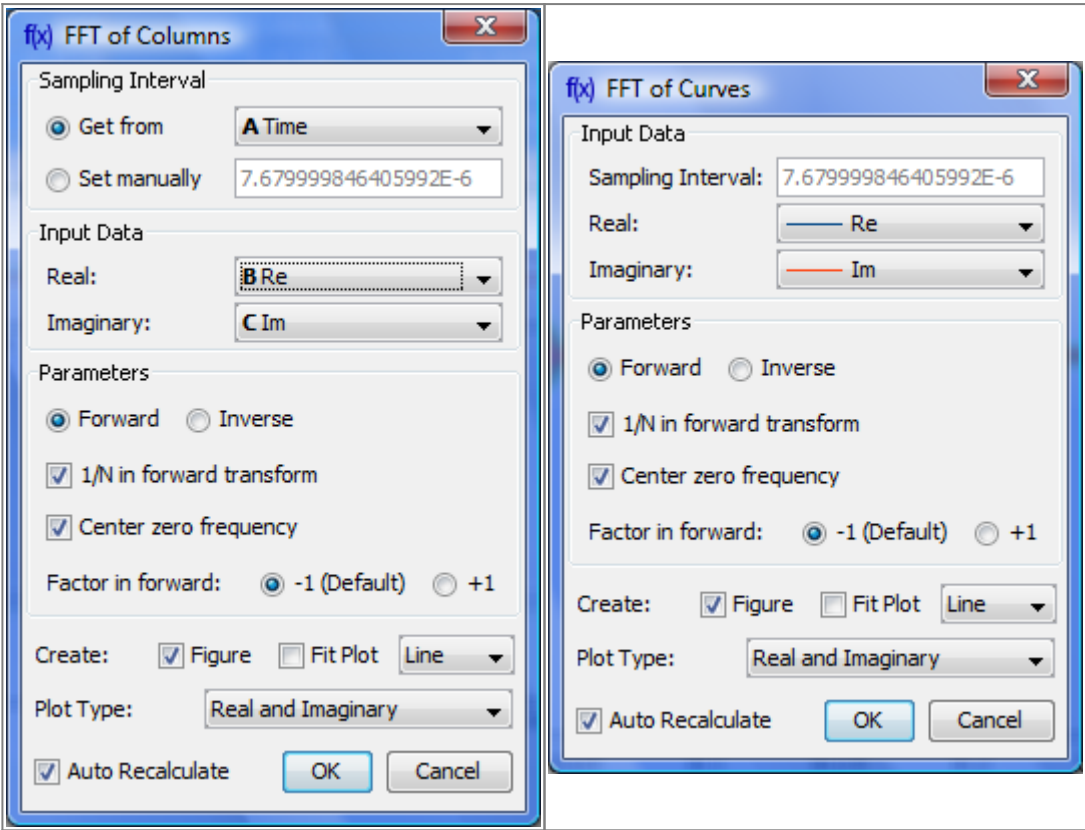 f(x) FFT of Columns
Sampling Interval
Get from A Time
Set manually 7.679999846405992E-6
Input Data
Real: B Re
Imaginary: C Im
Parameters
Forward Inverse
1/N in forward transform
Center zero frequency
Factor in forward: -1 (Default) +1
Create: Figure Fit Plot Line
Plot Type: Real and Imaginary
Auto Recalculate OK Cancel
f(x) FFT of Curves
Input Data
Sampling Interval: 7.679999846405992E-6
Real: Re
Imaginary: Im
Parameters
Forward Inverse
1/N in forward transform
Center zero frequency
Factor in forward: -1 (Default) +1
Create: Figure Fit Plot Line
Plot Type: Real and Imaginary
Auto Recalculate OK Cancel